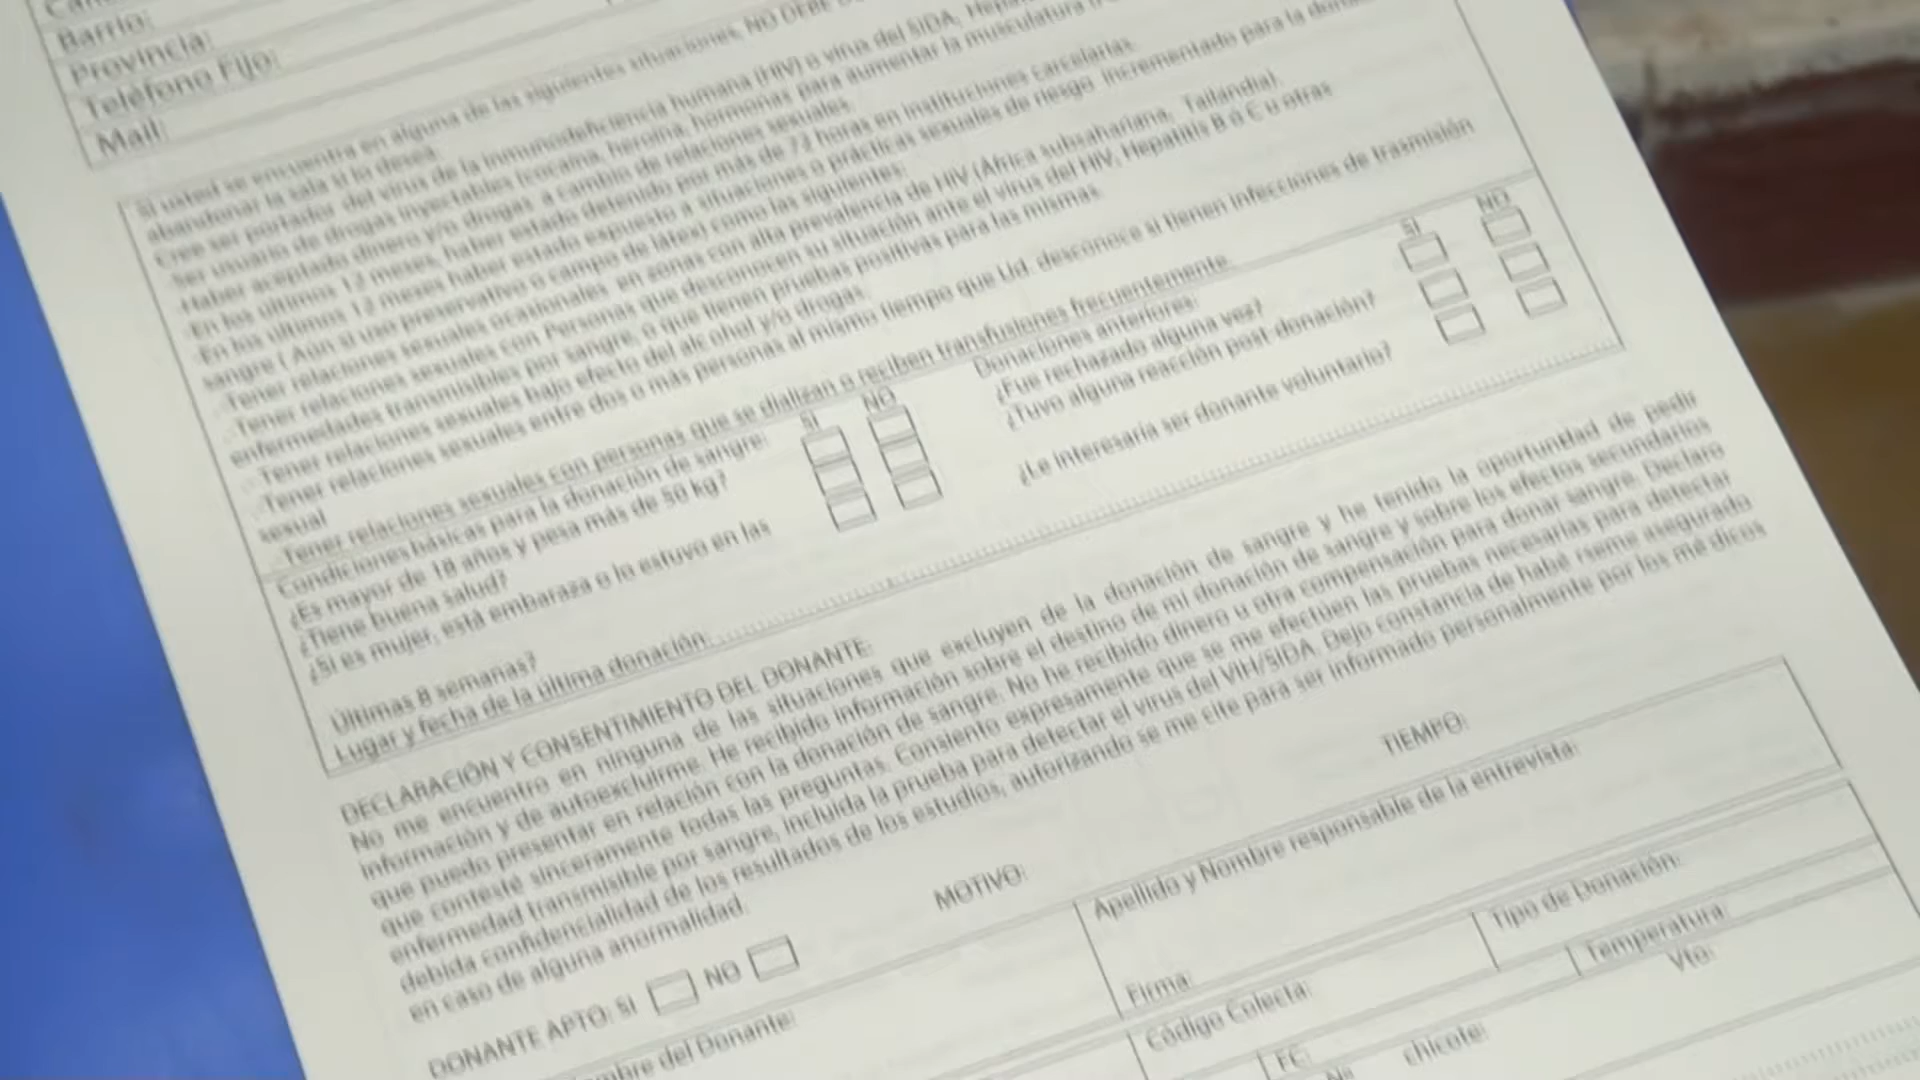 Barrio:
Provincia:
Teléfono Fijo:
Mail:
Si usted se encuentra en alguna de las siguientes situaciones, NO DEBE
abandonar la sala si lo desea.
Cree ser portador del virus de la inmunodeficiencia humana (HIV) o virus del SIDA,
Ser usuario de drogas inyectables (cocaína, heroína, hormonas para aumentar la musculatura
Haber aceptado dinero y/o drogas a cambio de relaciones sexuales.
En los últimos 12 meses, haber estado detenido por más de 72 horas en instituciones carcelarias.
En los últimos 12 meses haber estado expuesto a situaciones o prácticas sexuales de riesgo incrementado para la
sangre (Aún si uso preservativo o campo de látex) como las siguientes:
Tener relaciones sexuales ocasionales en zonas con alta prevalencia de HIV (África subsahariana, Tailandia).
Tener relaciones sexuales con Personas que desconocen su situación ante el virus del HIV, Hepatitis B ó C u otras
enfermedades transmisibles por sangre, o que tienen pruebas positivas para las mismas.
Tener relaciones sexuales bajo efecto del alcohol y/o drogas.
Tener relaciones sexuales entre dos o más personas al mismo tiempo que Ud. desconoce si tienen infecciones de trasmisión
sexual
Tener relaciones sexuales con personas que se dializan o reciben transfusiones frecuentemente.
Condiciones básicas para la donación de sangre: SI NO
¿Es mayor de 18 años y pesa más de 50 kg?
¿Tiene buena salud?
¿Si es mujer, está embaraza o lo estuvo en las
Últimas 8 semanas?
Donaciones anteriores: SI NO
¿Fue rechazado alguna vez?
¿Tuvo alguna reacción post-donación?
¿Le interesaría ser donante voluntario?
Lugar y fecha de la última donación:
DECLARACIÓN Y CONSENTIMIENTO DEL DONANTE:
No me encuentro en ninguna de las situaciones que excluyen de la donación de sangre y he tenido la oportunidad de pedir
información y de autoexcluirme. He recibido información sobre el destino de mi donación de sangre y sobre los efectos secundarios
que puedo presentar en relación con la donación de sangre. No he recibido dinero u otra compensación para donar sangre. Declaro
que contesté sinceramente todas las preguntas. Consiento expresamente que se me efectúen las pruebas necesarias para detectar
enfermedad transmisible por sangre, incluida la prueba para detectar el virus del VIH/SIDA. Dejo constancia de habé rseme asegurado
debida confidencialidad de los resultados de los estudios, autorizando se me cite para ser informado personalmente por los mé dicos
en caso de alguna anormalidad.
DONANTE APTO: SI NO MOTIVO: TIEMPO:
mbre del Donante:
Apellido y Nombre responsable de la entrevista:
Firma:
Código Colecta:
Tipo de Donación:
FC:
Temperatura:
Nº chicote:
Vto: